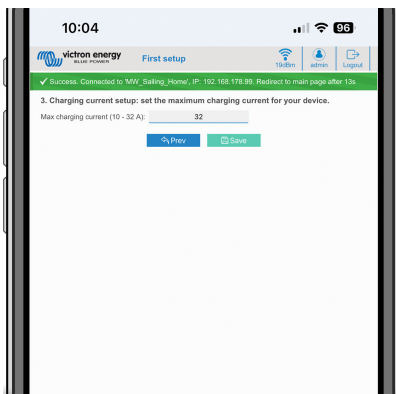 10:04
96
victron energy
BLUE POWER
First setup
19dBm
admin
Logout
Success. Connected to 'MW_Sailing_Home', IP: 192.168.178.99. Redirect to main page after 13s
3. Charging current setup: set the maximum charging current for your device.
Max charging current (10 - 32 A):
32
Prev
Save